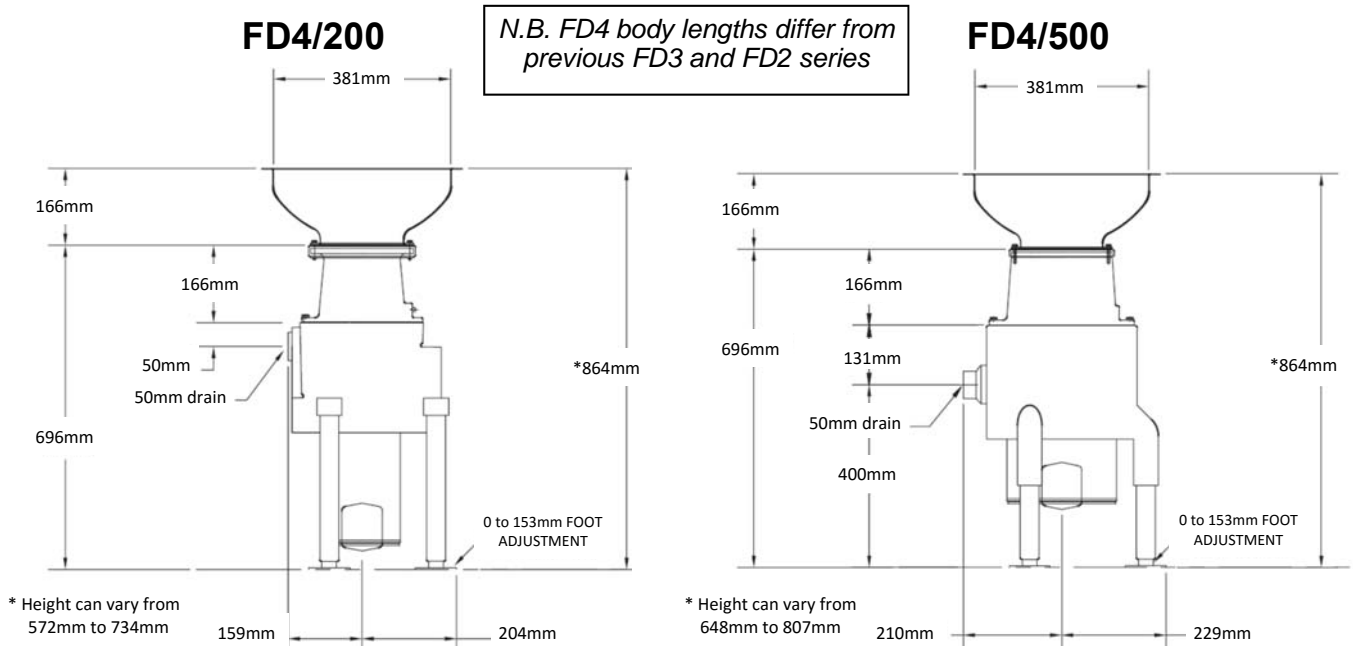 FD4/200
N.B. FD4 body lengths differ from
previous FD3 and FD2 series
FD4/500
381mm
166mm
166mm
50mm
50mm drain
696mm
*864mm
0 to 153mm FOOT
ADJUSTMENT
* Height can vary from
572mm to 734mm
159mm
204mm
381mm
166mm
166mm
131mm
696mm
*864mm
50mm drain
400mm
0 to 153mm FOOT
ADJUSTMENT
* Height can vary from
648mm to 807mm
210mm
229mm